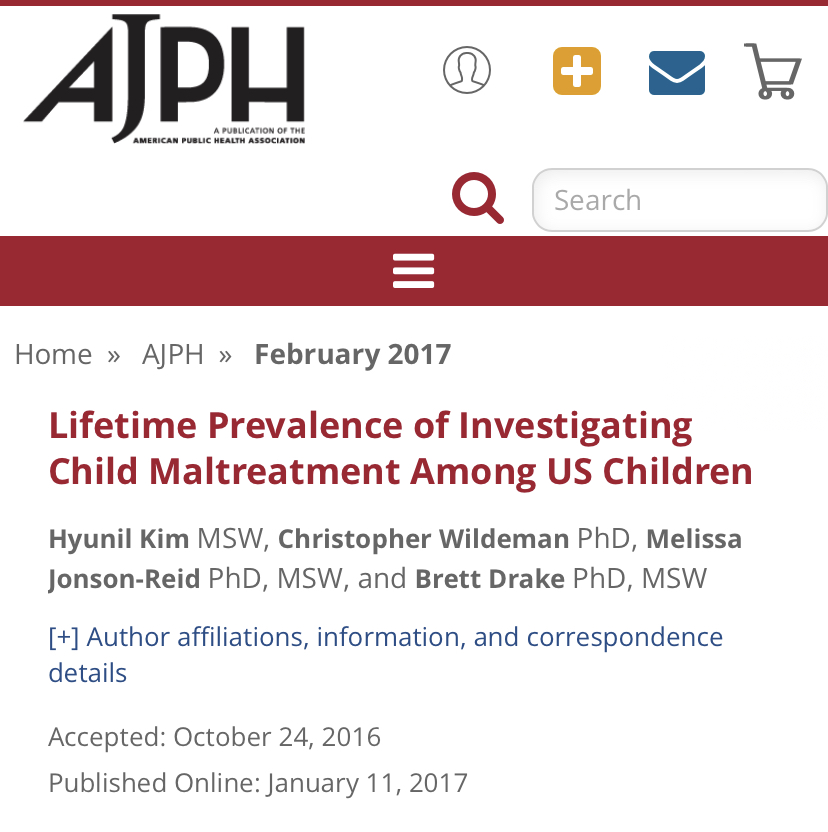 AJPH
A PUBLICATION OF THE
AMERICAN PUBLIC HEALTH ASSOCIATION
Search
Home » AJPH » February 2017
Lifetime Prevalence of Investigating
Child Maltreatment Among US Children
Hyunil Kim MSW, Christopher Wildeman PhD, Melissa
Jonson-Reid PhD, MSW, and Brett Drake PhD, MSW
[+] Author affiliations, information, and correspondence
details
Accepted: October 24, 2016
Published Online: January 11, 2017